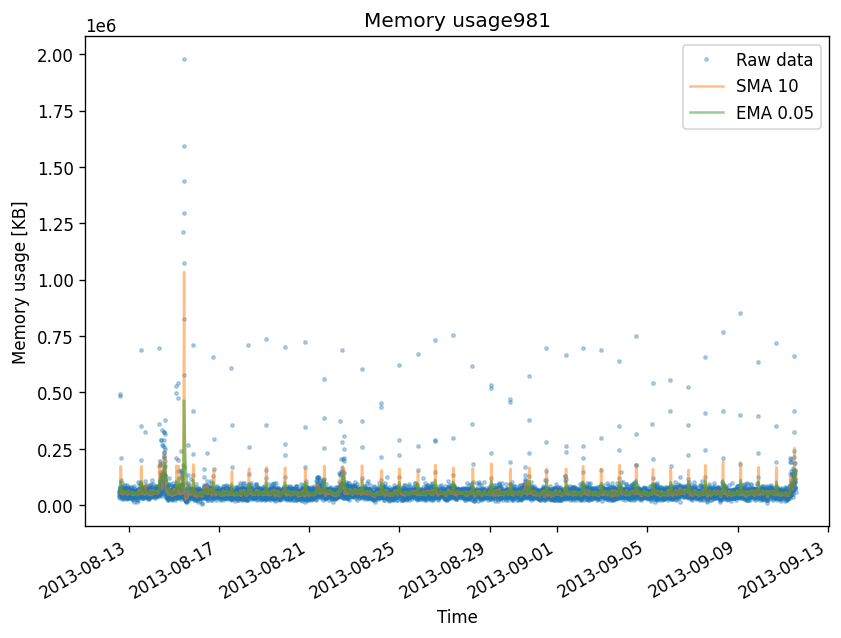 Memory usage981
1e6
2.00
1.75
1.50
1.25
1.00
0.75
0.50
0.25
0.00
Memory usage [KB]
Raw data
SMA 10
EMA 0.05
2013-08-13
2013-08-17
2013-08-21
2013-08-25
2013-08-29
2013-09-01
2013-09-05
2013-09-09
2013-09-13
Time